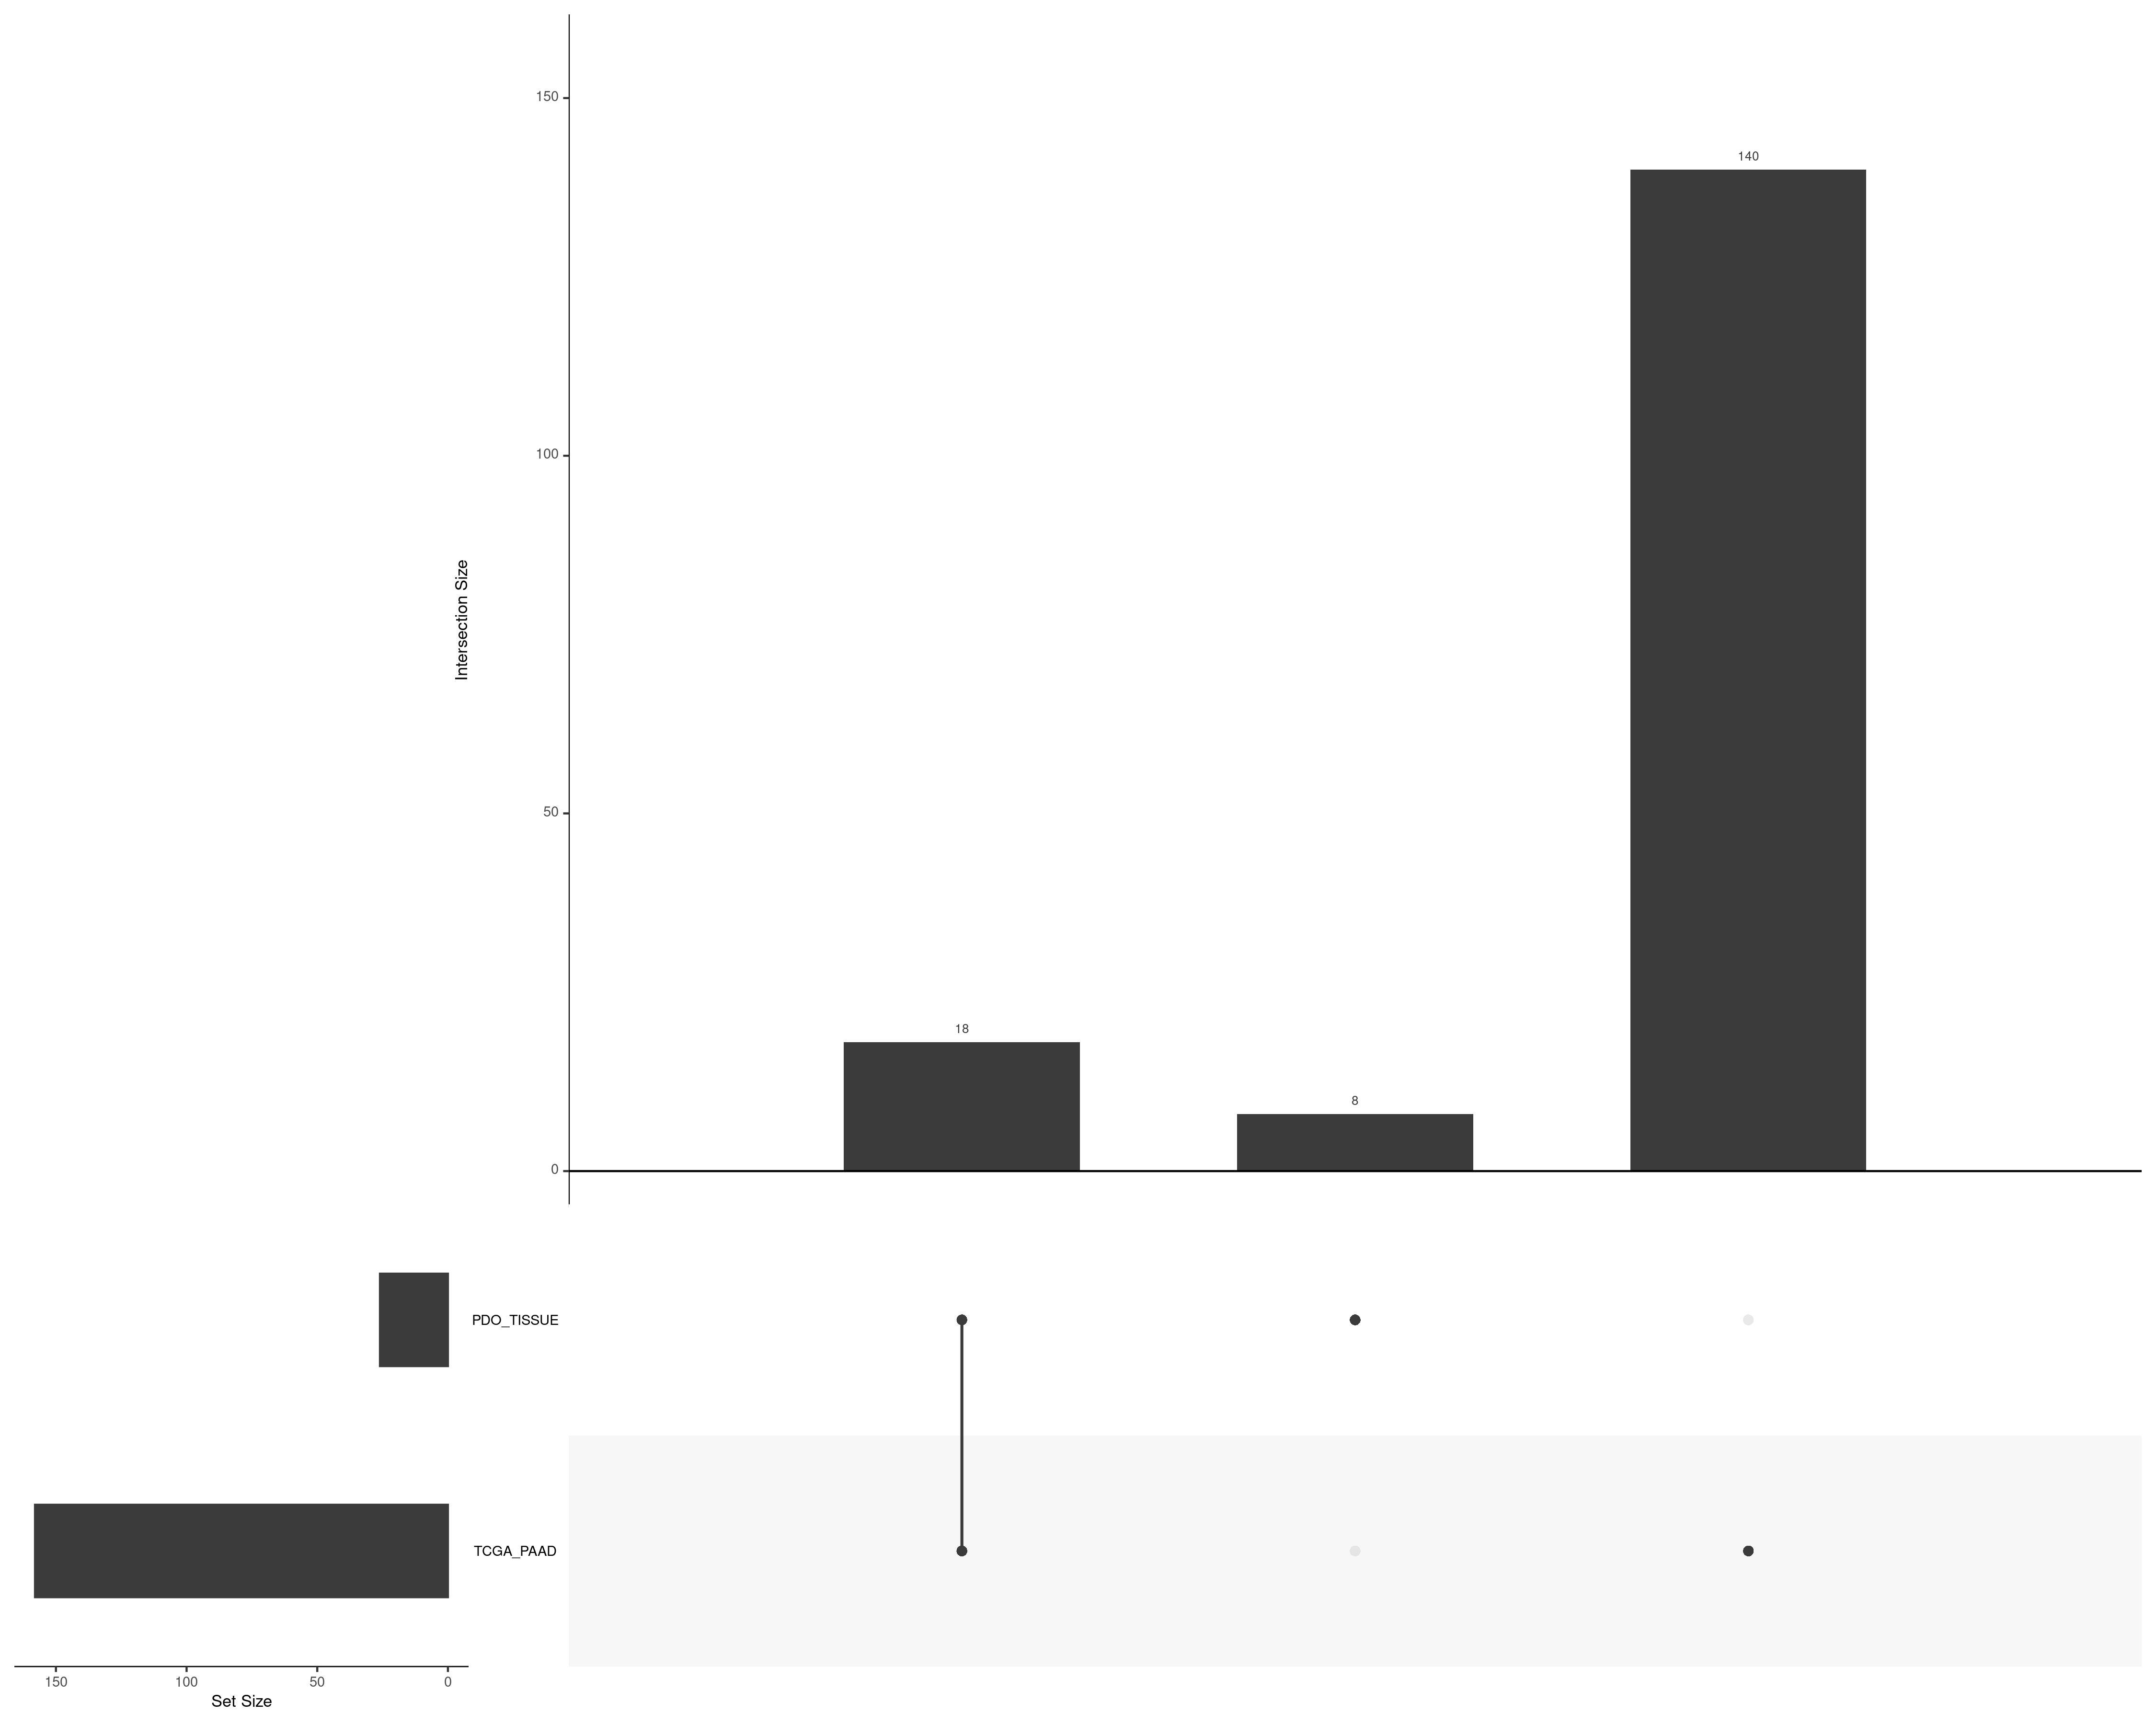 150
140
100
Intersection Size
50
18
8
0
PDO_TISSUE
TCGA_PAAD
150 100 50 0
Set Size